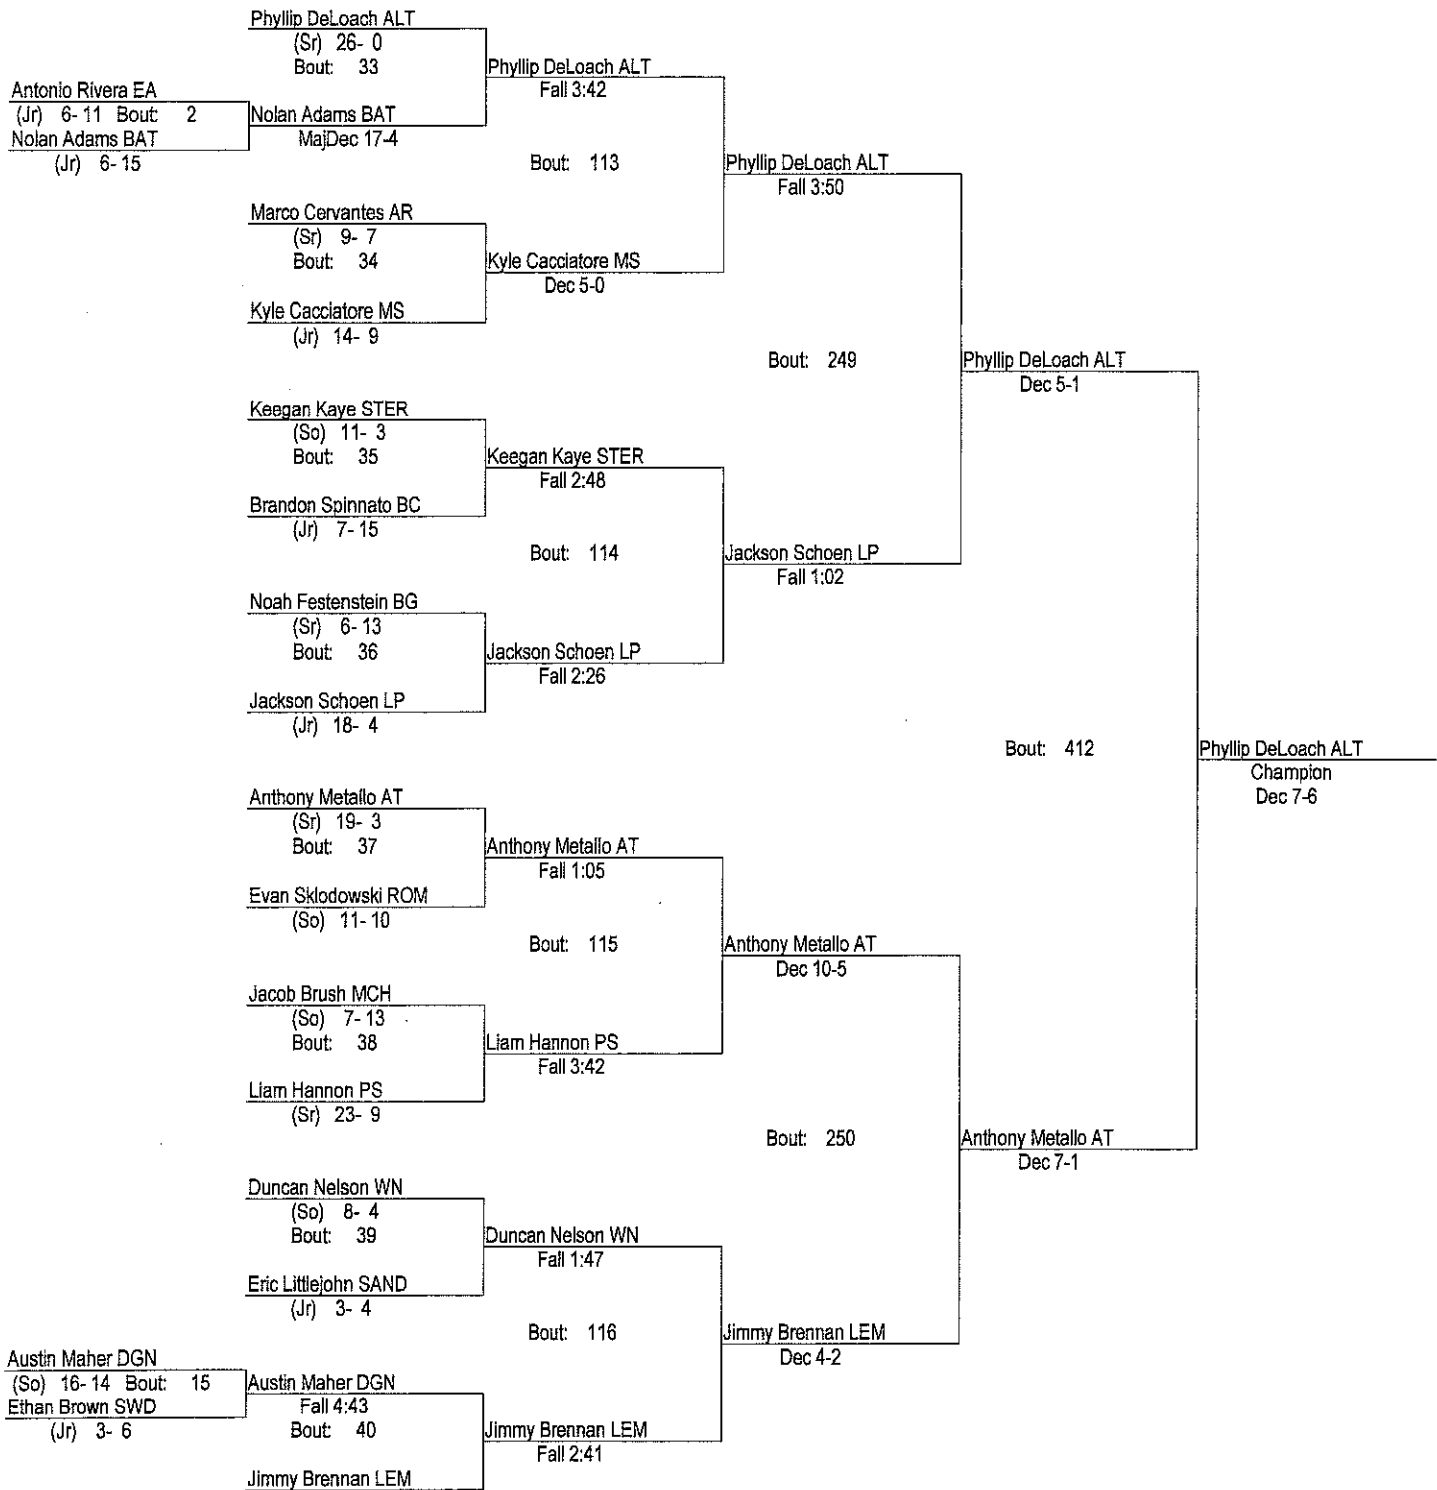 Phyllip DeLoach ALT
(Sr) 26- 0
Bout: 33
Antonio Rivera EA
(Jr) 6- 11 Bout: 2
Nolan Adams BAT
(Jr) 6- 15
Nolan Adams BAT
MajDec 17-4
Phyllip DeLoach ALT
Fall 3:42
Bout: 113
Marco Cervantes AR
(Sr) 9- 7
Bout: 34
Kyle Cacciatore MS
(Jr) 14- 9
Kyle Cacciatore MS
Dec 5-0
Phyllip DeLoach ALT
Fall 3:50
Bout: 249
Keegan Kaye STER
(So) 11- 3
Bout: 35
Brandon Spinnato BC
(Jr) 7- 15
Keegan Kaye STER
Fall 2:48
Bout: 114
Noah Festenstein BG
(Sr) 6- 13
Bout: 36
Jackson Schoen LP
(Jr) 18- 4
Jackson Schoen LP
Fall 2:26
Jackson Schoen LP
Fall 1:02
Phyllip DeLoach ALT
Dec 5-1
Bout: 412
Phyllip DeLoach ALT
Champion
Dec 7-6
Anthony Metallo AT
(Sr) 19- 3
Bout: 37
Evan Sklodowski ROM
(So) 11- 10
Anthony Metallo AT
Fall 1:05
Bout: 115
Jacob Brush MCH
(So) 7- 13
Bout: 38
Liam Hannon PS
(Sr) 23- 9
Liam Hannon PS
Fall 3:42
Anthony Metallo AT
Dec 10-5
Bout: 250
Anthony Metallo AT
Dec 7-1
Duncan Nelson WN
(So) 8- 4
Bout: 39
Eric Littlejohn SAND
(Jr) 3- 4
Duncan Nelson WN
Fall 1:47
Bout: 116
Jimmy Brennan LEM
Dec 4-2
Austin Maher DGN
(So) 16- 14 Bout: 15
Ethan Brown SWD
(Jr) 3- 6
Austin Maher DGN
Fall 4:43
Bout: 40
Jimmy Brennan LEM
Jimmy Brennan LEM
Fall 2:41